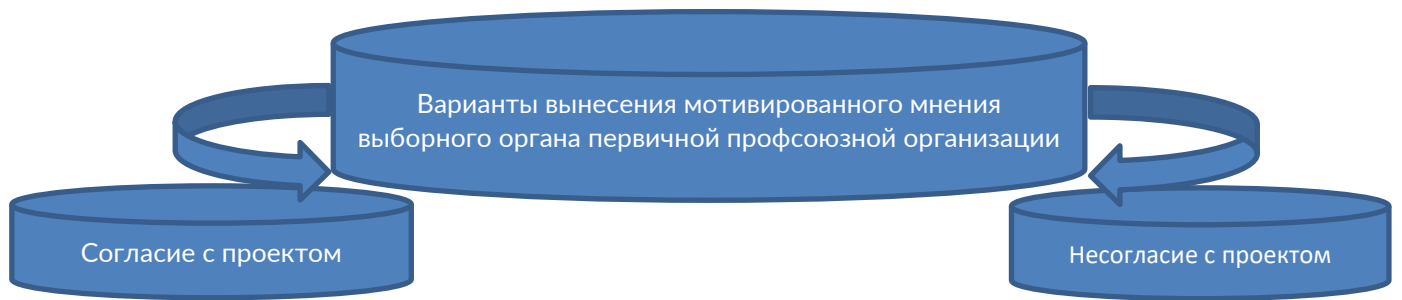 Варианты вынесения мотивированного мнения
выборного органа первичной профсоюзной организации
Согласие с проектом
Несогласие с проектом